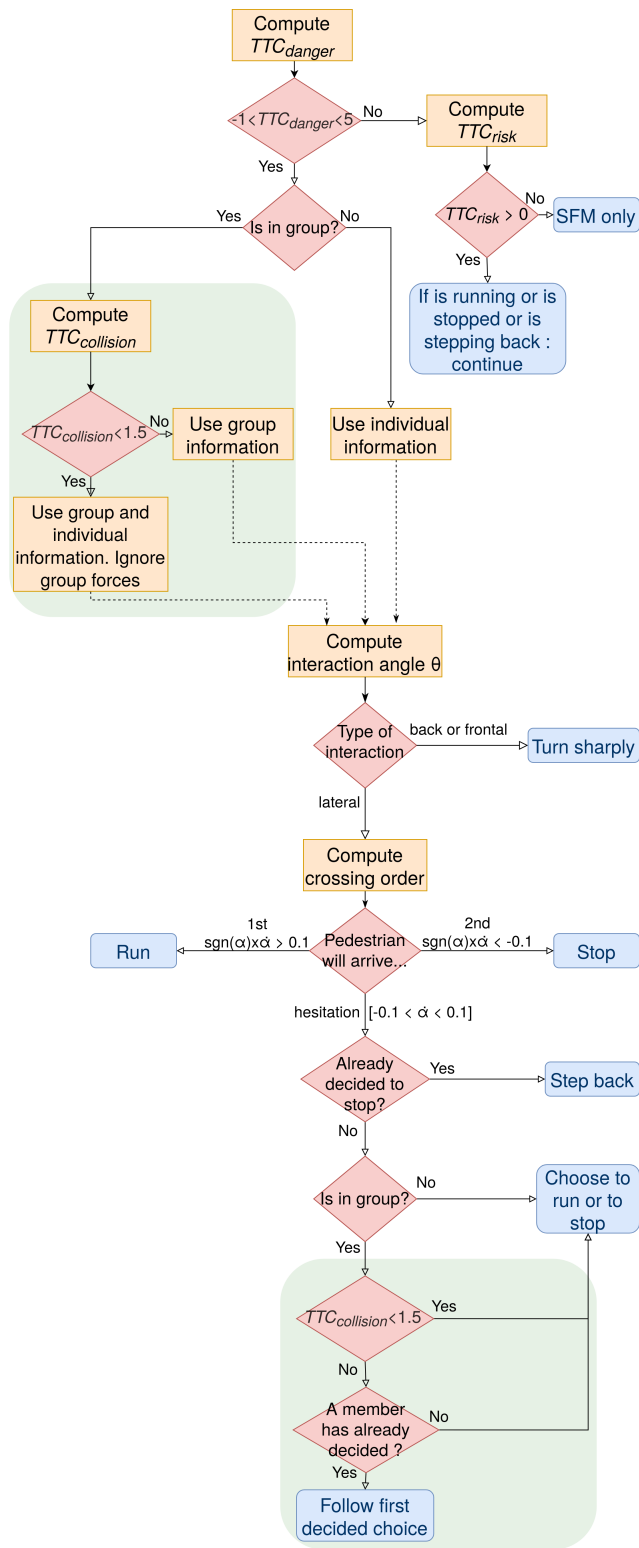 Compute
TTCdanger
-1<TTCdanger<5
No
Compute
TTCrisk
Yes
TTCrisk > 0
No
SFM only
Yes
Is in group?
No
Yes
If is running or is
stopped or is
stepping back :
continue
Compute
TTCcollision
TTCcollision<1.5
No
Use group
information
Use individual
information
Yes
Use group and
individual
information. Ignore
group forces
Compute
interaction angle θ
Type of
interaction
back or frontal
Turn sharply
lateral
Compute
crossing order
1st
sgn(α)xα̇ > 0.1
Pedestrian
will arrive...
2nd
sgn(α)xα̇ < -0.1
Run
Stop
hesitation
[-0.1 < α̇ < 0.1]
Already
decided to
stop?
Yes
Step back
No
Is in group?
No
Choose to
run or to
stop
Yes
TTCcollision<1.5
Yes
No
A member
has already
decided ?
No
Yes
Follow first
decided choice